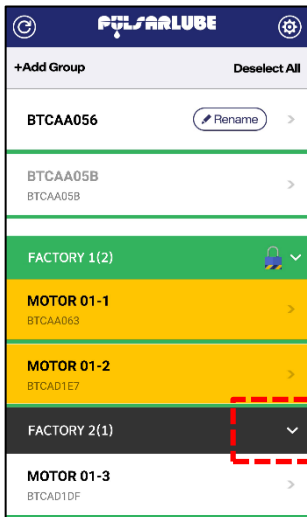 PULSARLUBE
+Add Group Deselect All
BTCAA056 Rename
BTCAA05B
BTCAA05B
FACTORY 1(2)
MOTOR 01-1
BTCAA063
MOTOR 01-2
BTCAD1E7
FACTORY 2(1)
MOTOR 01-3
BTCAD1DF